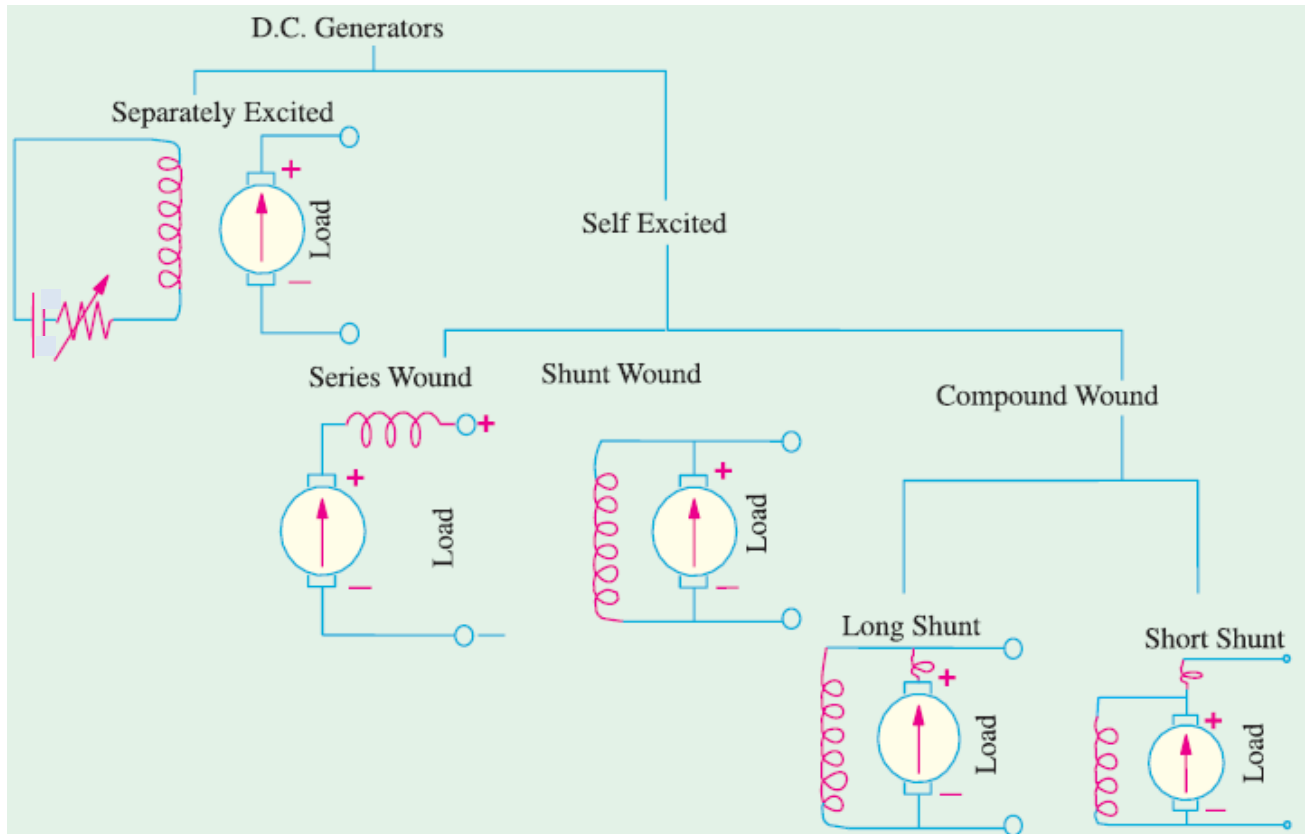 D.C. Generators
Separately Excited
+
Load
−
Self Excited
Series Wound
Shunt Wound
Compound Wound
+
+
Load
−
−
+
Load
−
Long Shunt
+
Load
−
Short Shunt
+
Load
−